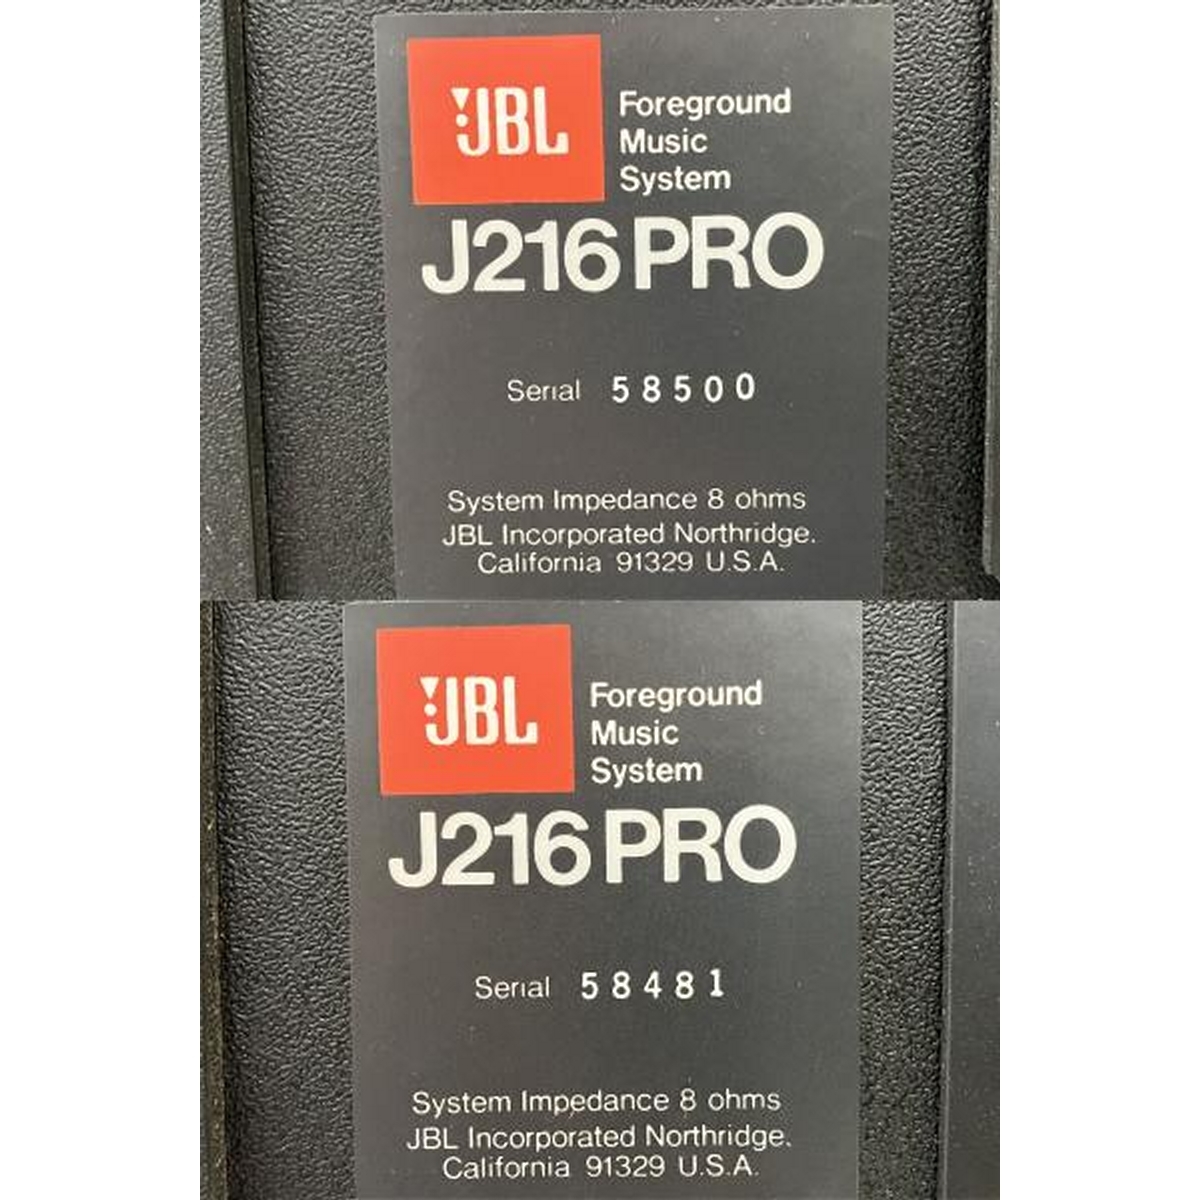 JBL
Foreground
Music
System
J216 PRO
Serial 58500
System Impedance 8 ohms
JBL Incorporated Northridge.
California 91329 U.S.A.
JBL
Foreground
Music
System
J216 PRO
Serial 58481
System Impedance 8 ohms
JBL Incorporated Northridge.
California 91329 U.S.A.